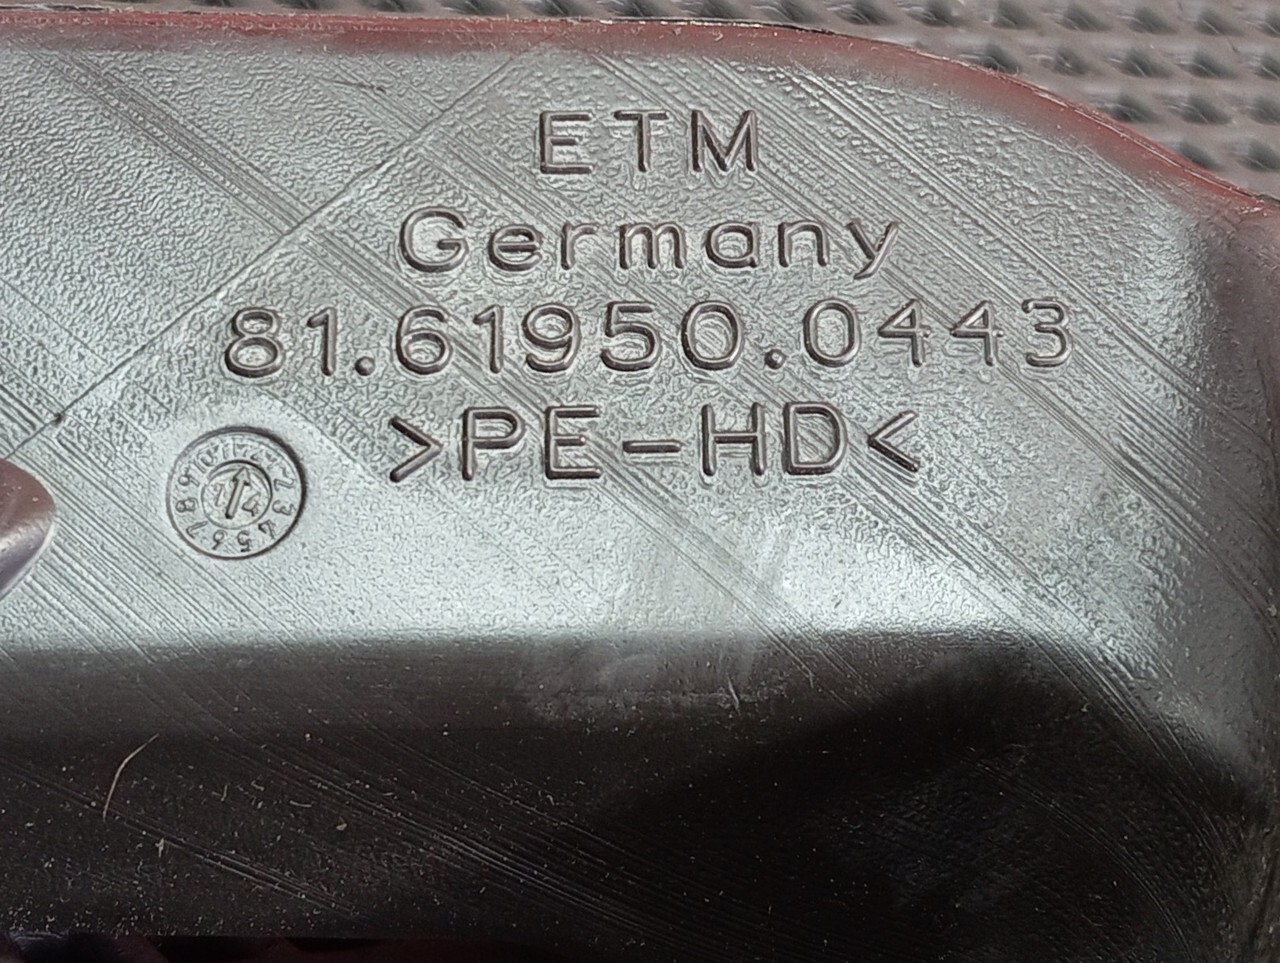 ETM
Germany
81.61950.0443
>PE-HD<